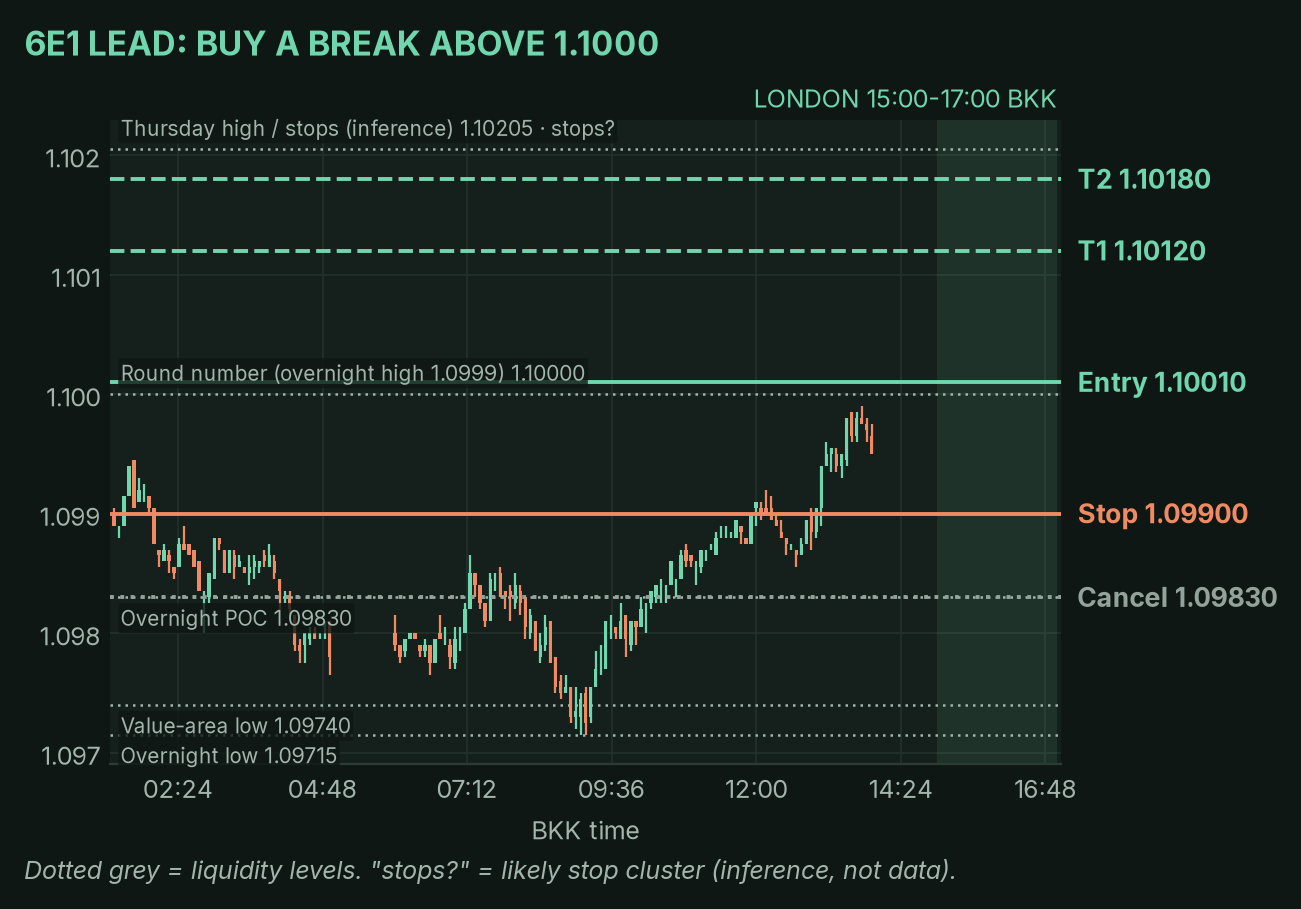 6E1 LEAD: BUY A BREAK ABOVE 1.1000
LONDON 15:00-17:00 BKK
Thursday high / stops (inference) 1.10205 · stops?
1.102
T2 1.10180
T1 1.10120
1.101
Round number (overnight high 1.0999) 1.10000
Entry 1.10010
1.100
1.099
Stop 1.09900
Cancel 1.09830
Overnight POC 1.09830
1.098
Value-area low 1.09740
Overnight low 1.09715
1.097
02:24 04:48 07:12 09:36 12:00 14:24 16:48
BKK time
Dotted grey = liquidity levels. "stops?" = likely stop cluster (inference, not data).